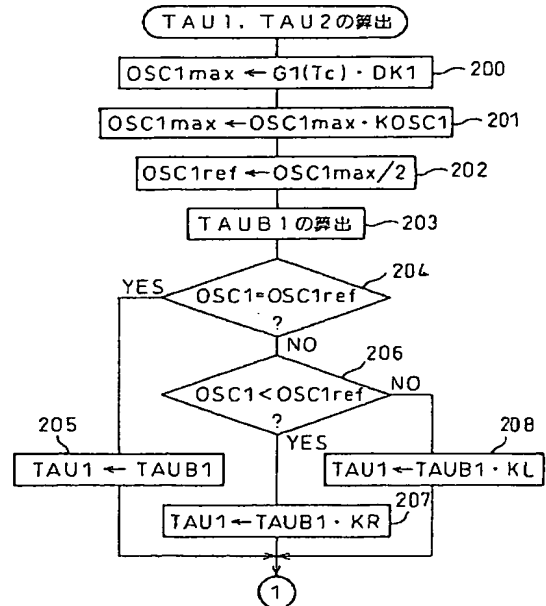 TAU1，TAU2の算出
OSC1max←G1(Tc)・DK1
200
OSC1max←OSC1max・KOSC1
201
OSC1ref←OSC1max/2
202
TAUB1の算出
203
204
YES
OSC1=OSC1ref
?
NO
206
OSC1<OSC1ref
?
NO
YES
205
TAU1←TAUB1
208
TAU1←TAUB1・KL
207
TAU1←TAUB1・KR
1